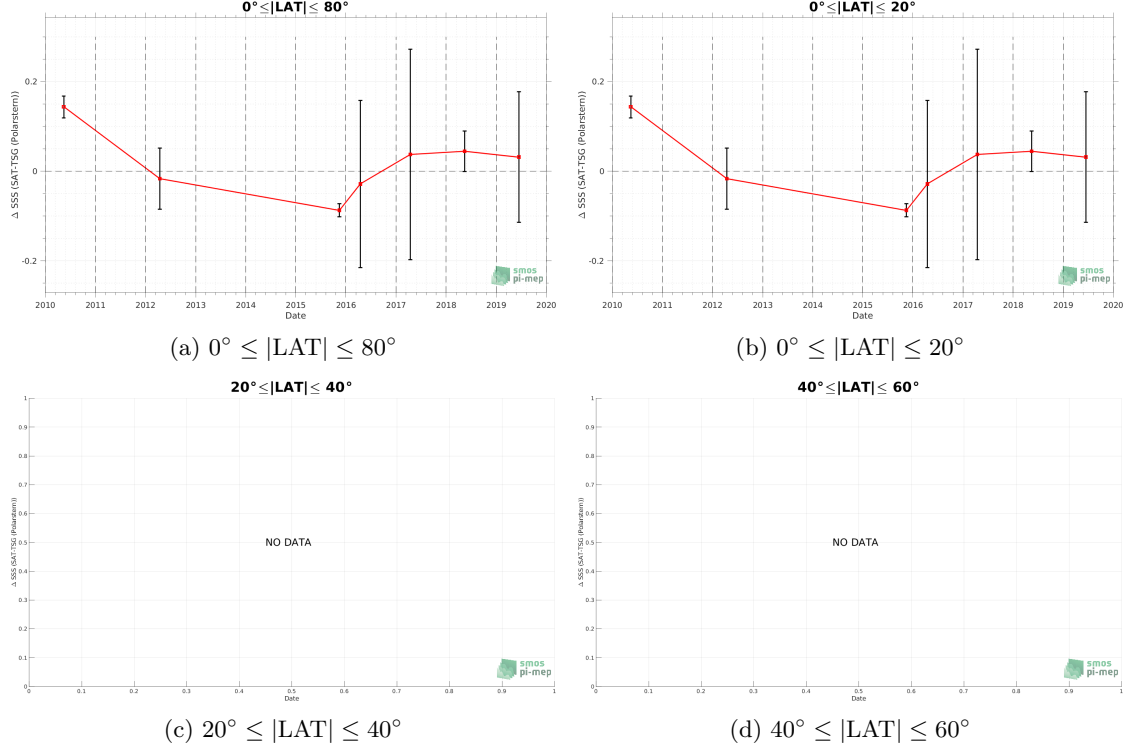 0°≤|LAT|≤ 80°
Δ SSS (SAT-TSG (Polarstern))
0.2
0
-0.2
2010 2011 2012 2013 2014 2015 2016 2017 2018 2019 2020
Date
smos
pi-mep
(a) 0° ≤ |LAT| ≤ 80°
0°≤|LAT|≤ 20°
Δ SSS (SAT-TSG (Polarstern))
0.2
0
-0.2
2010 2011 2012 2013 2014 2015 2016 2017 2018 2019 2020
Date
smos
pi-mep
(b) 0° ≤ |LAT| ≤ 20°
20°≤|LAT|≤ 40°
Δ SSS (SAT-TSG (Polarstern))
1
0.9
0.8
0.7
0.6
0.5
0.4
0.3
0.2
0.1
0
NO DATA
0 0.1 0.2 0.3 0.4 0.5 0.6 0.7 0.8 0.9 1
Date
smos
pi-mep
(c) 20° ≤ |LAT| ≤ 40°
40°≤|LAT|≤ 60°
Δ SSS (SAT-TSG (Polarstern))
1
0.9
0.8
0.7
0.6
0.5
0.4
0.3
0.2
0.1
0
NO DATA
0 0.1 0.2 0.3 0.4 0.5 0.6 0.7 0.8 0.9 1
Date
smos
pi-mep
(d) 40° ≤ |LAT| ≤ 60°